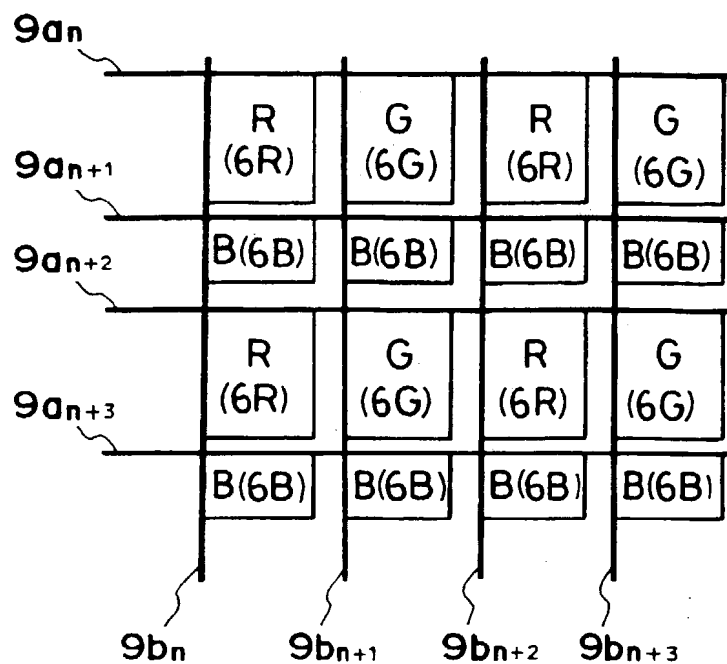 9an
R G R G
(6R) (6G) (6R) (6G)
9an+1
B(6B) B(6B) B(6B) B(6B)
9an+2
R G R G
(6R) (6G) (6R) (6G)
9an+3
B(6B) B(6B) B(6B) B(6B)
9bn 9bn+1 9bn+2 9bn+3